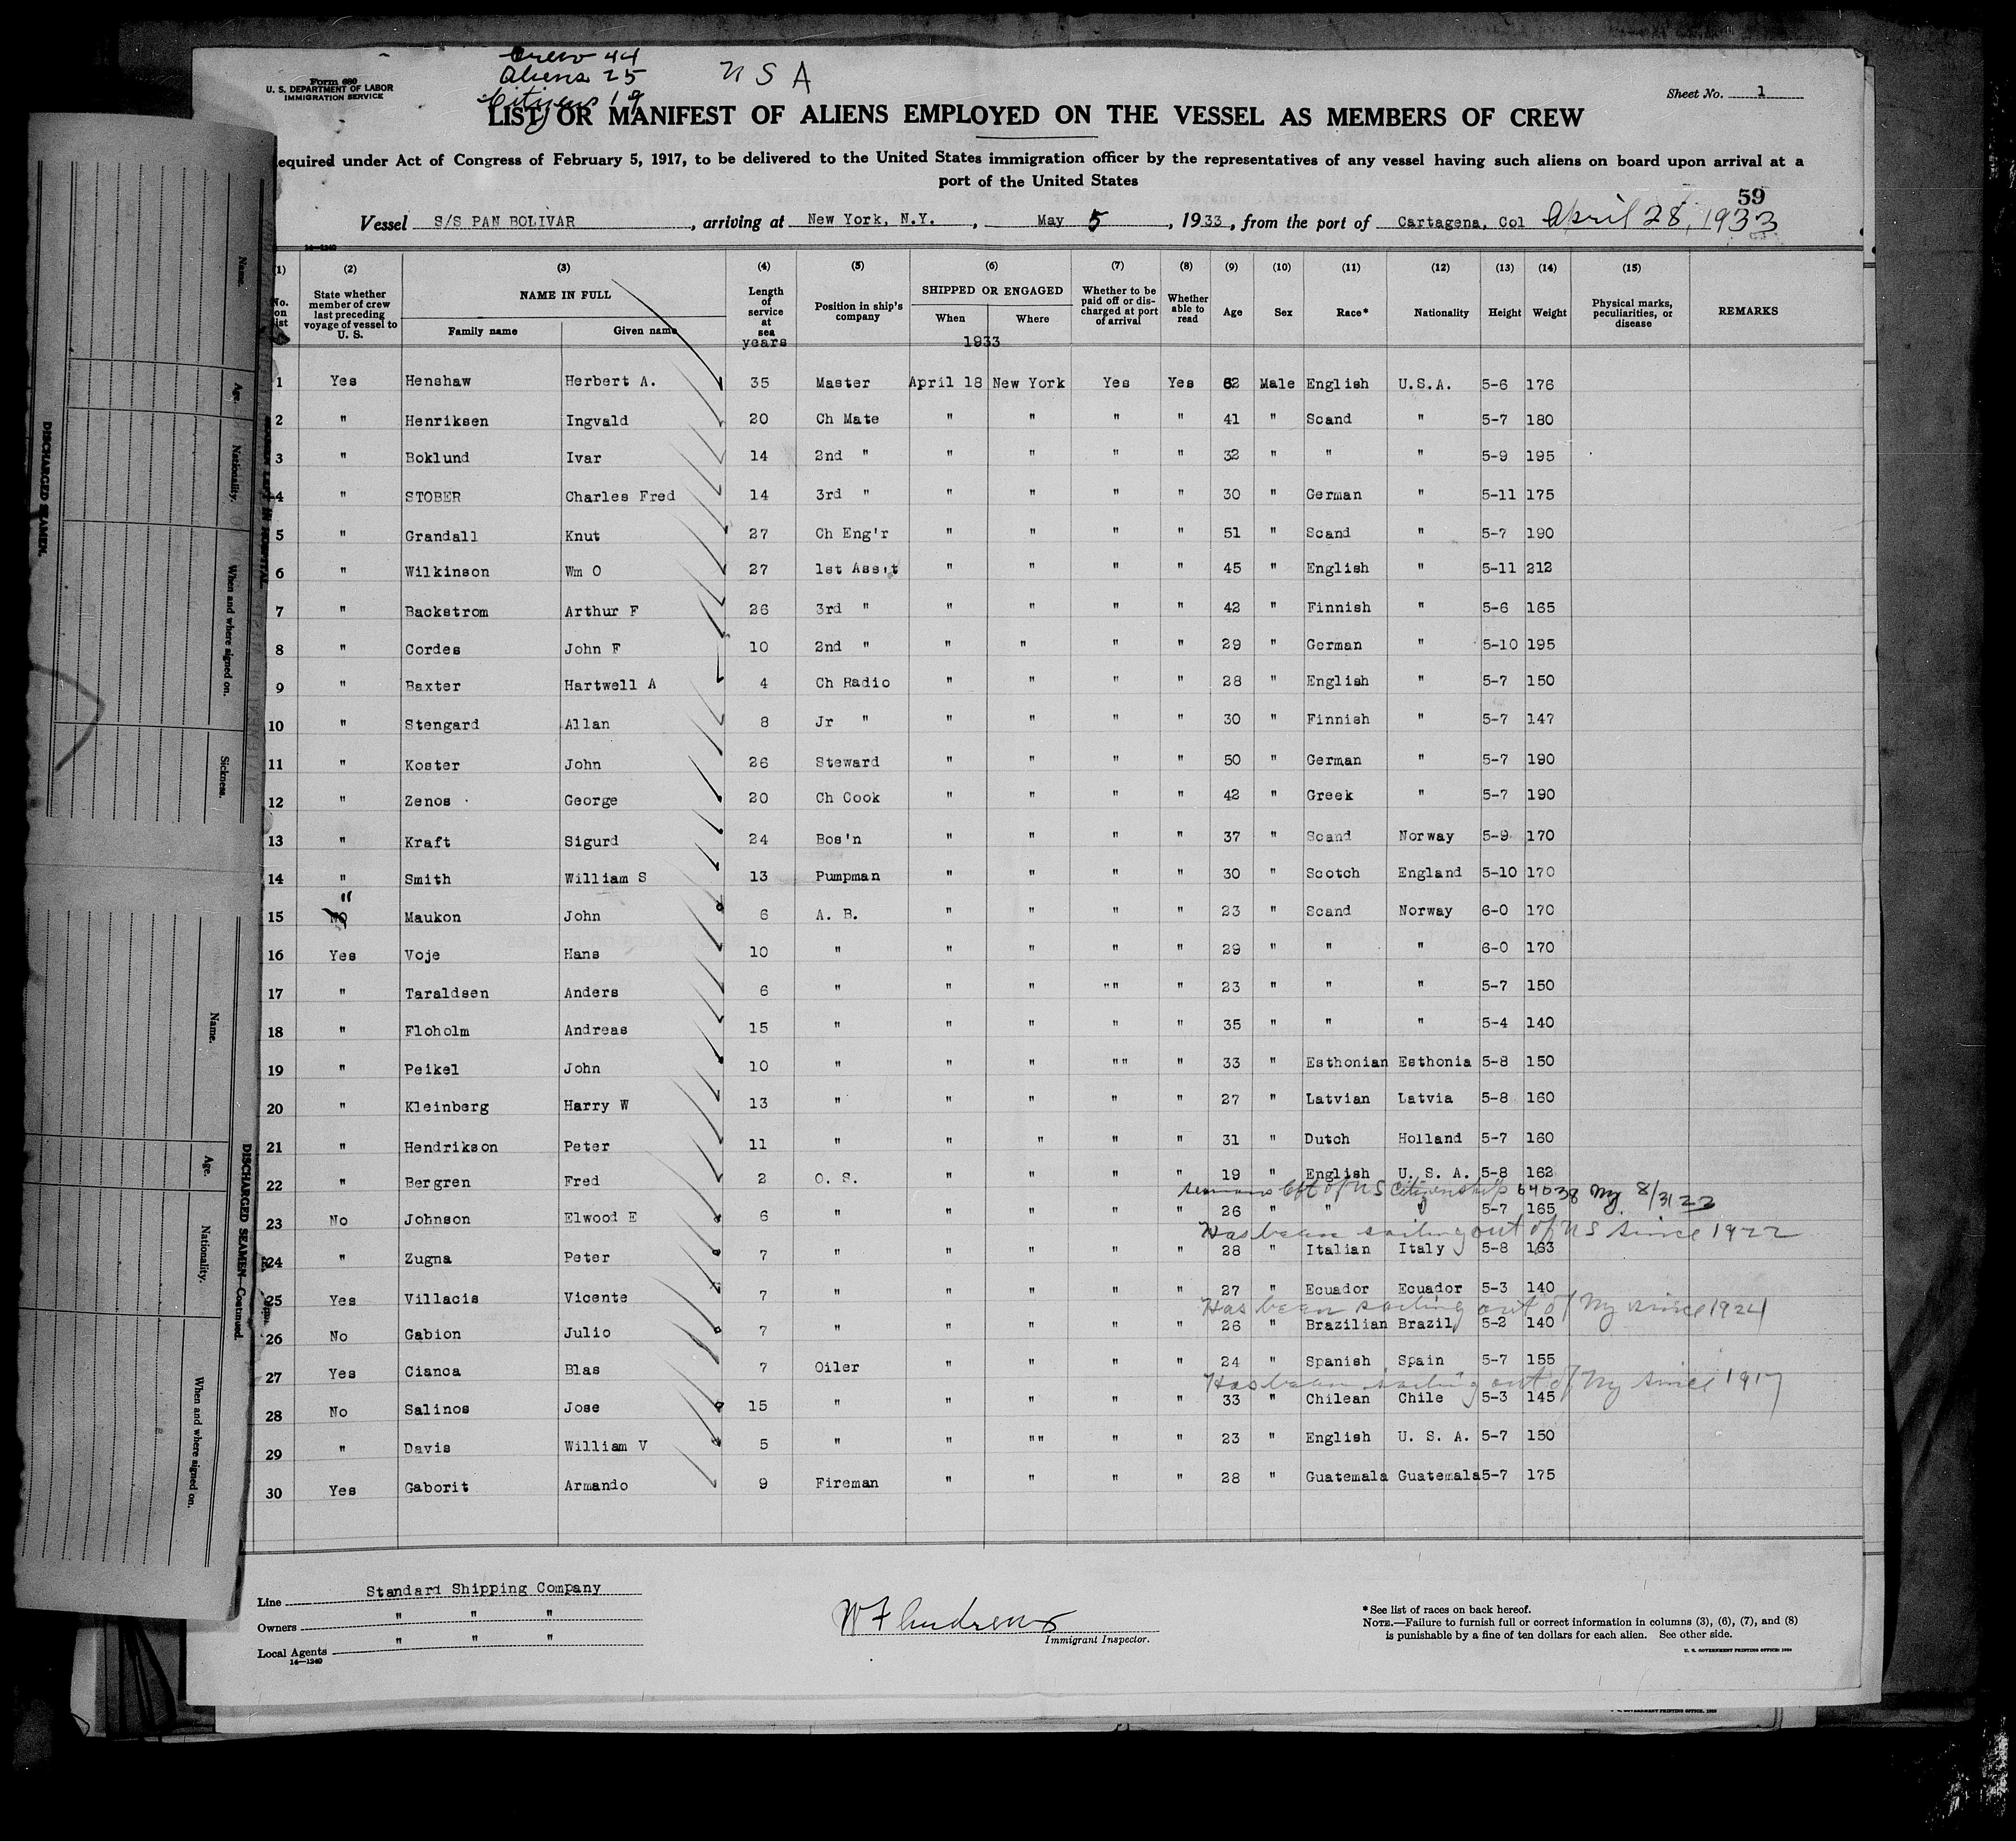 Crew 44
Aliens 25
Citizens 19
U S A
Form 680
U. S. DEPARTMENT OF LABOR
IMMIGRATION SERVICE
Sheet No. 1
LIST OR MANIFEST OF ALIENS EMPLOYED ON THE VESSEL AS MEMBERS OF CREW
equired under Act of Congress of February 5, 1917, to be delivered to the United States immigration officer by the representatives of any vessel having such aliens on board upon arrival at a
port of the United States
59
Vessel S/S PAN BOLIVAR, arriving at New York, N.Y., May 5, 1933, from the port of Cartagena, Col April 28, 1933
14—1240
(1) (2) (3) (4) (5) (6) (7) (8) (9) (10) (11) (12) (13) (14) (15)
No. on list
State whether member of crew last preceding voyage of vessel to U. S.
NAME IN FULL
Family name Given name
Length of service at sea
years
Position in ship's company
SHIPPED OR ENGAGED
When Where
1933
Whether to be paid off or discharged at port of arrival
Whether able to read
Age Sex Race* Nationality Height Weight
Physical marks, peculiarities, or disease
REMARKS
1 Yes Henshaw Herbert A. 35 Master April 18 New York Yes Yes 62 Male English U.S.A. 5-6 176
2 " Henriksen Ingvald 20 Ch Mate " " " " 41 " Scand " 5-7 180
3 " Boklund Ivar 14 2nd " " " " " 32 " " " 5-9 195
4 " STOBER Charles Fred 14 3rd " " " " " 30 " German " 5-11 175
5 " Grandall Knut 27 Ch Eng'r " " " " 51 " Scand " 5-7 190
6 " Wilkinson Wm O 27 1st Ass't " " " " 45 " English " 5-11 212
7 " Backstrom Arthur F 26 3rd " " " " " 42 " Finnish " 5-6 165
8 " Cordes John F 10 2nd " " " " " 29 " German " 5-10 195
9 " Baxter Hartwell A 4 Ch Radio " " " " 28 " English " 5-7 150
10 " Stengard Allan 8 Jr " " " " " 30 " Finnish " 5-7 147
11 " Koster John 26 Steward " " " " 50 " German " 5-7 190
12 " Zenos George 20 Ch Cook " " " " 42 " Greek " 5-7 190
13 " Kraft Sigurd 24 Bos'n " " " " 37 " Scand Norway 5-9 170
14 " Smith William S 13 Pumpman " " " " 30 " Scotch England 5-10 170
"
15 No Maukon John 6 A. B. " " " " 23 " Scand Norway 6-0 170
16 Yes Voje Hans 10 " " " " " 29 " " " 6-0 170
17 " Taraldsen Anders 6 " " " "" " 23 " " " 5-7 150
18 " Floholm Andreas 15 " " " " " 35 " " " 5-4 140
19 " Peikel John 10 " " " "" " 33 " Esthonian Esthonia 5-8 150
20 " Kleinberg Harry W 13 " " " " " 27 " Latvian Latvia 5-8 160
21 " Hendrikson Peter 11 " " " " " 31 " Dutch Holland 5-7 160
22 " Bergren Fred 2 O. S. " " " " 19 " English U. S. A. 5-8 162
seamans Cft of US Citizenship 64038 NY 8/31 22
23 No Johnson Elwood E 6 " " " " " 26 " " " 5-7 165
Has been sailing out of US since 1922
24 " Zugna Peter 7 " " " " " 28 " Italian Italy 5-8 163
25 Yes Villacis Vicente 7 " " " " " 27 " Ecuador Ecuador 5-3 140
Has been sailing out of NY since 1924
26 No Gabion Julio 7 " " " " " 26 " Brazilian Brazil 5-2 140
27 Yes Cianca Blas 7 Oiler " " " " 24 " Spanish Spain 5-7 155
Has been sailing out of NY since 1917
28 No Salinos Jose 15 " " " " " 33 " Chilean Chile 5-3 145
29 " Davis William V 5 " " "" " " 23 " English U. S. A. 5-7 150
30 Yes Gaborit Armando 9 Fireman " " " " 28 " Guatemala Guatemala 5-7 175
Line Standard Shipping Company
Owners " " "
Local Agents " " "
14—1240
W F Andrews
Immigrant Inspector.
*See list of races on back hereof.
NOTE.—Failure to furnish full or correct information in columns (3), (6), (7), and (8)
is punishable by a fine of ten dollars for each alien. See other side.
U. S. GOVERNMENT PRINTING OFFICE: 1930
DISCHARGED SEAMEN.
Name. Age. Nationality. When and where signed on. Sickness.
DISCHARGED SEAMEN—Continued.
Name. Age. Nationality. When and where signed on.